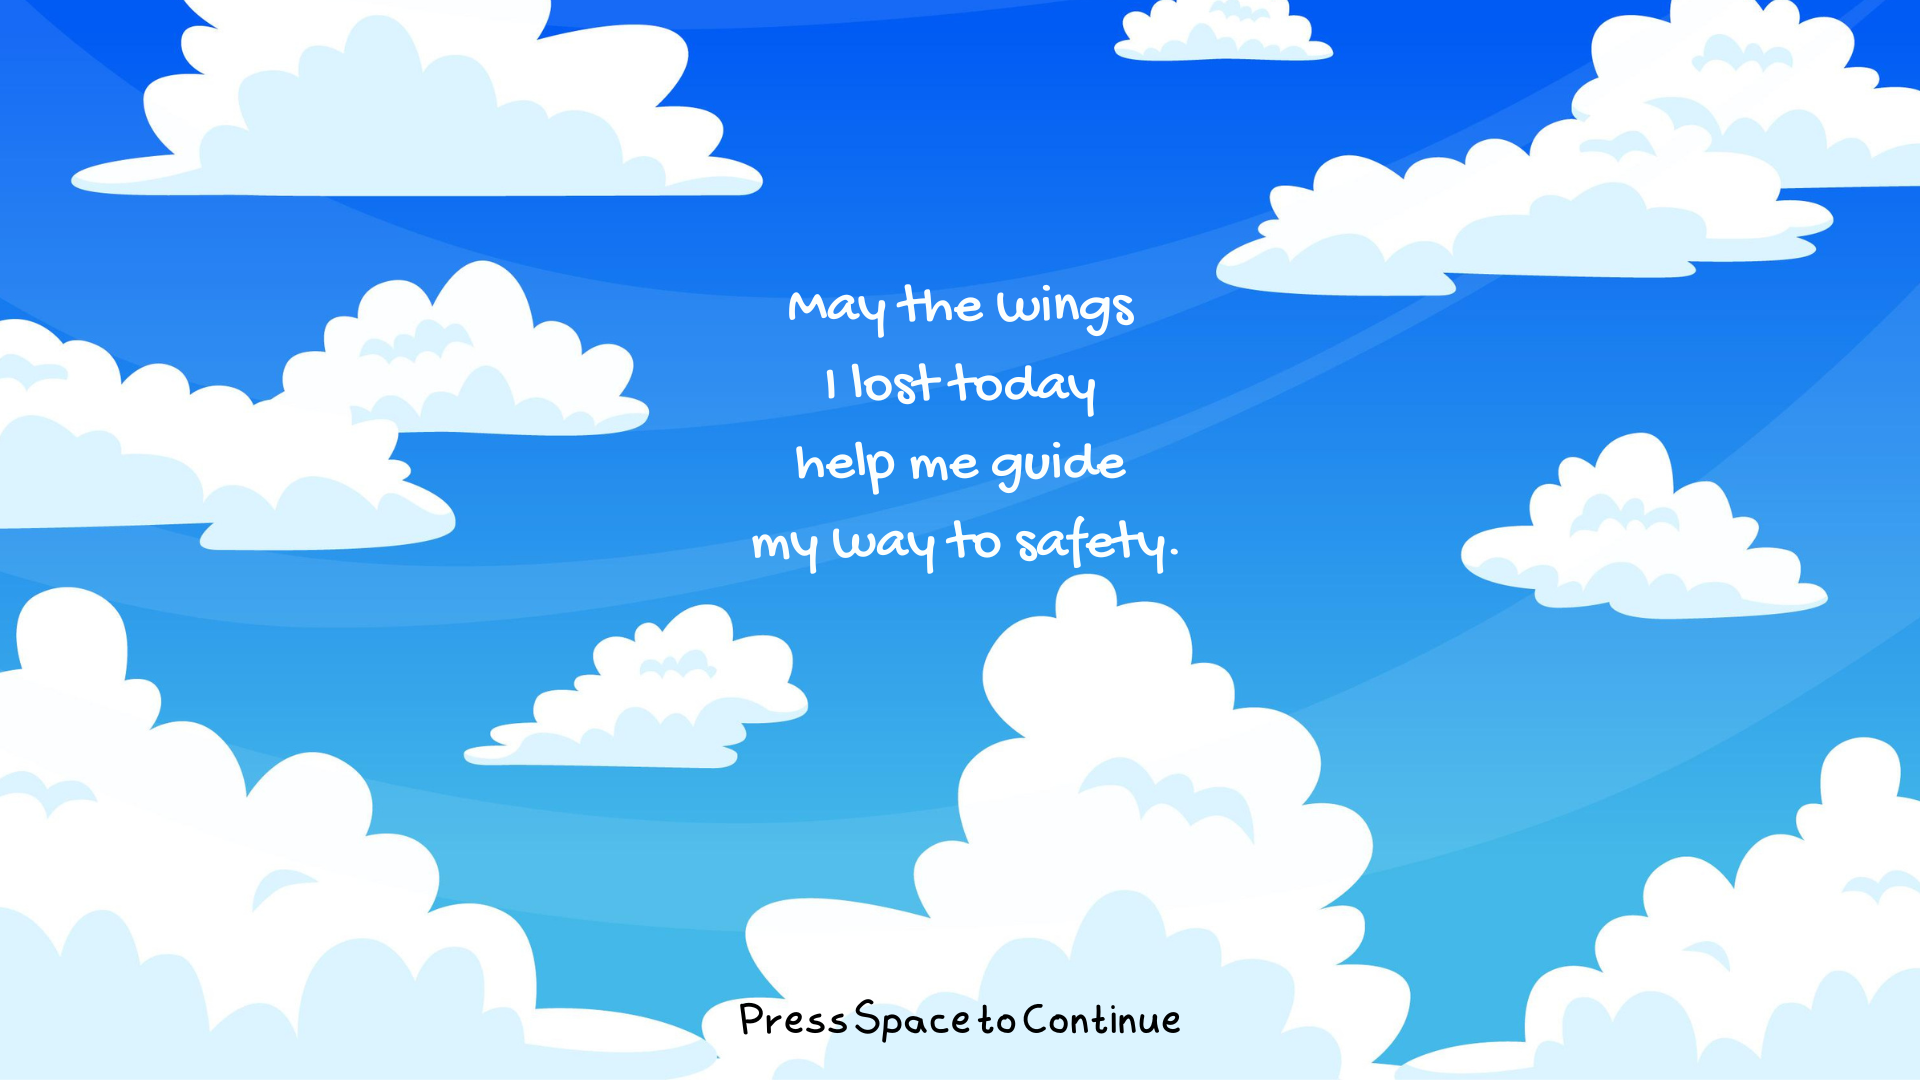 May the wings
I lost today
help me guide
my way to safety.
Press Space to Continue